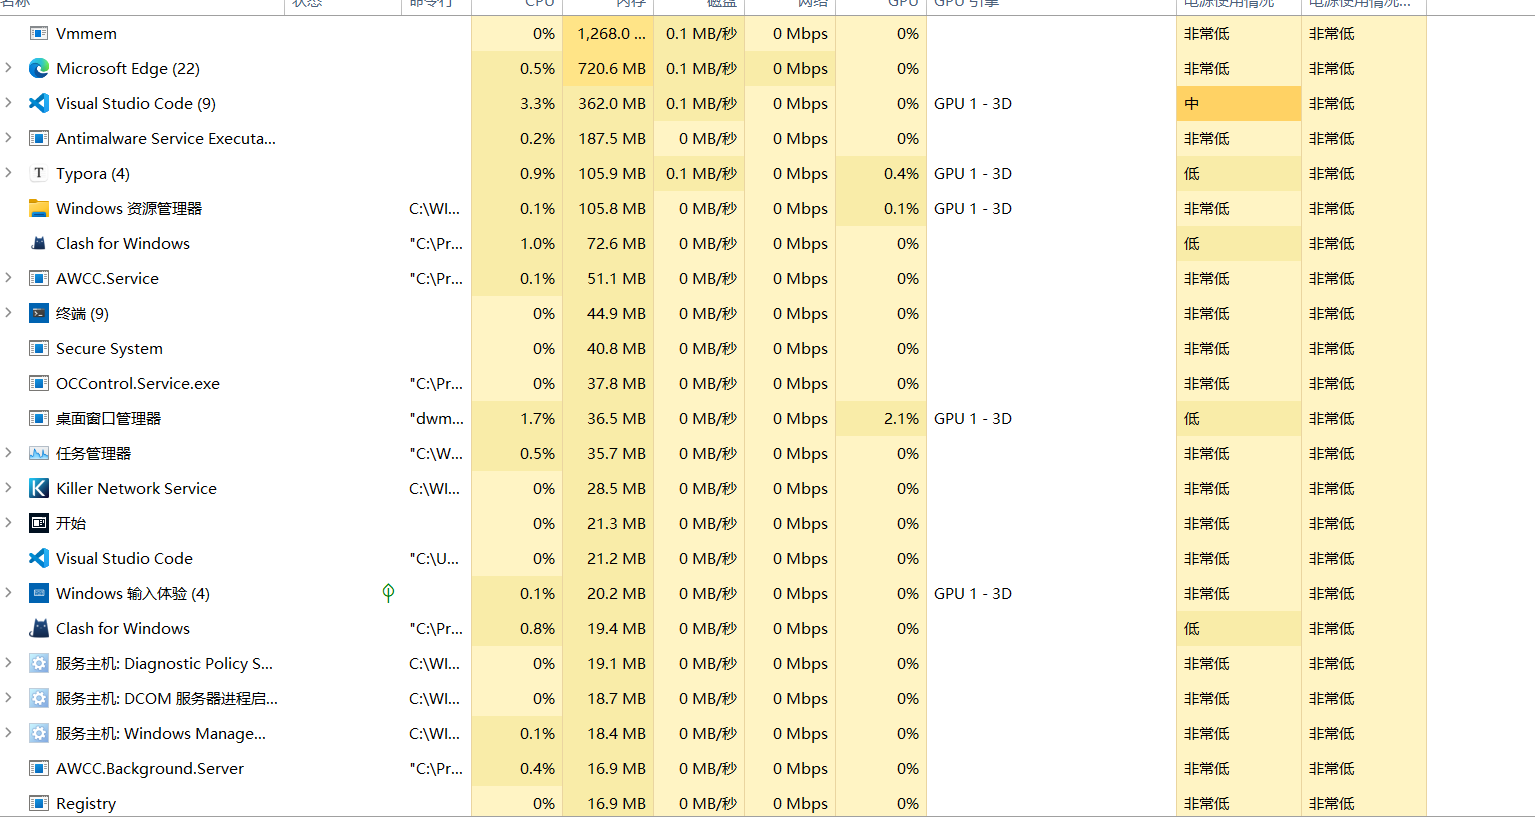 名称 状态 命令行 CPU 内存 磁盘 网络 GPU GPU 引擎 电源使用情况 电源使用情况...
Vmmem 0% 1,268.0 ... 0.1 MB/秒 0 Mbps 0% 非常低 非常低
Microsoft Edge (22) 0.5% 720.6 MB 0.1 MB/秒 0 Mbps 0% 非常低 非常低
Visual Studio Code (9) 3.3% 362.0 MB 0.1 MB/秒 0 Mbps 0% GPU 1 - 3D 中 非常低
Antimalware Service Executa... 0.2% 187.5 MB 0 MB/秒 0 Mbps 0% 非常低 非常低
T Typora (4) 0.9% 105.9 MB 0.1 MB/秒 0 Mbps 0.4% GPU 1 - 3D 低 非常低
Windows 资源管理器 C:\WI... 0.1% 105.8 MB 0 MB/秒 0 Mbps 0.1% GPU 1 - 3D 非常低 非常低
Clash for Windows "C:\Pr... 1.0% 72.6 MB 0 MB/秒 0 Mbps 0% 低 非常低
AWCC.Service "C:\Pr... 0.1% 51.1 MB 0 MB/秒 0 Mbps 0% 非常低 非常低
终端 (9) 0% 44.9 MB 0 MB/秒 0 Mbps 0% 非常低 非常低
Secure System 0% 40.8 MB 0 MB/秒 0 Mbps 0% 非常低 非常低
OCControl.Service.exe "C:\Pr... 0% 37.8 MB 0 MB/秒 0 Mbps 0% 非常低 非常低
桌面窗口管理器 "dwm... 1.7% 36.5 MB 0 MB/秒 0 Mbps 2.1% GPU 1 - 3D 低 非常低
任务管理器 "C:\W... 0.5% 35.7 MB 0 MB/秒 0 Mbps 0% 非常低 非常低
K Killer Network Service C:\WI... 0% 28.5 MB 0 MB/秒 0 Mbps 0% 非常低 非常低
开始 0% 21.3 MB 0 MB/秒 0 Mbps 0% 非常低 非常低
Visual Studio Code "C:\U... 0% 21.2 MB 0 MB/秒 0 Mbps 0% 非常低 非常低
Windows 输入体验 (4) 0.1% 20.2 MB 0 MB/秒 0 Mbps 0% GPU 1 - 3D 非常低 非常低
Clash for Windows "C:\Pr... 0.8% 19.4 MB 0 MB/秒 0 Mbps 0% 低 非常低
服务主机: Diagnostic Policy S... C:\WI... 0% 19.1 MB 0 MB/秒 0 Mbps 0% 非常低 非常低
服务主机: DCOM 服务器进程启... C:\WI... 0% 18.7 MB 0 MB/秒 0 Mbps 0% 非常低 非常低
服务主机: Windows Manage... C:\WI... 0.1% 18.4 MB 0 MB/秒 0 Mbps 0% 非常低 非常低
AWCC.Background.Server "C:\Pr... 0.4% 16.9 MB 0 MB/秒 0 Mbps 0% 非常低 非常低
Registry 0% 16.9 MB 0 MB/秒 0 Mbps 0% 非常低 非常低